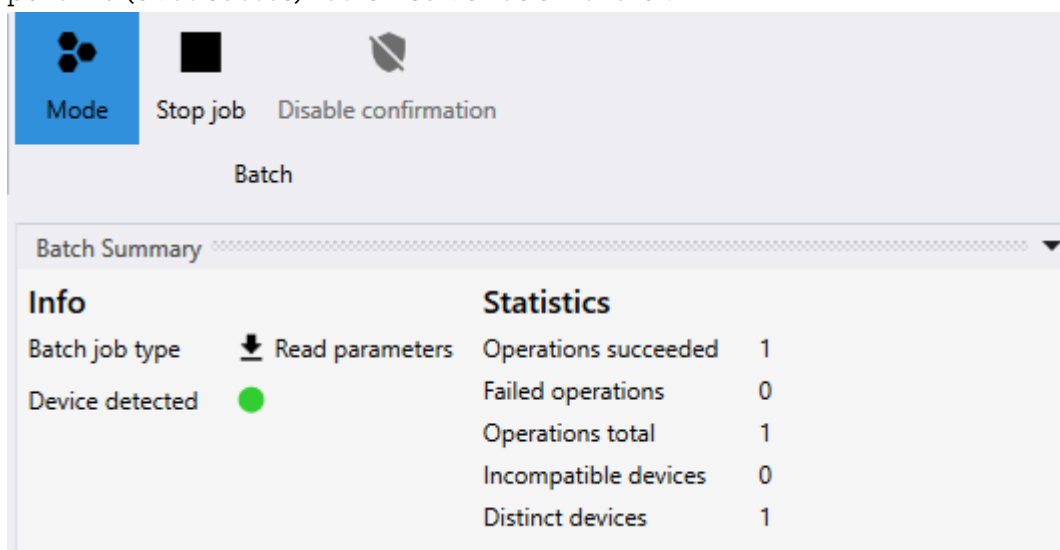 Mode Stop job Disable confirmation
Batch
Batch Summary
Info
Batch job type Read parameters
Device detected
Statistics
Operations succeeded 1
Failed operations 0
Operations total 1
Incompatible devices 0
Distinct devices 1